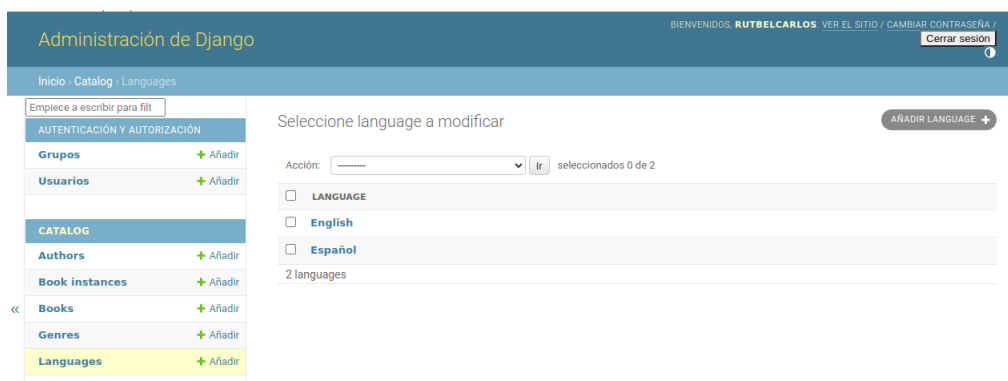 BIENVENIDOS, RUTBELCARLOS. VER EL SITIO / CAMBIAR CONTRASEÑA /
Administración de Django
Cerrar sesión
Inicio › Catalog › Languages
Empiece a escribir para filt
AUTENTICACIÓN Y AUTORIZACIÓN
Grupos + Añadir
Usuarios + Añadir
CATALOG
Authors + Añadir
Book instances + Añadir
« Books + Añadir
Genres + Añadir
Languages + Añadir
Seleccione language a modificar
AÑADIR LANGUAGE +
Acción: --------- Ir seleccionados 0 de 2
LANGUAGE
English
Español
2 languages